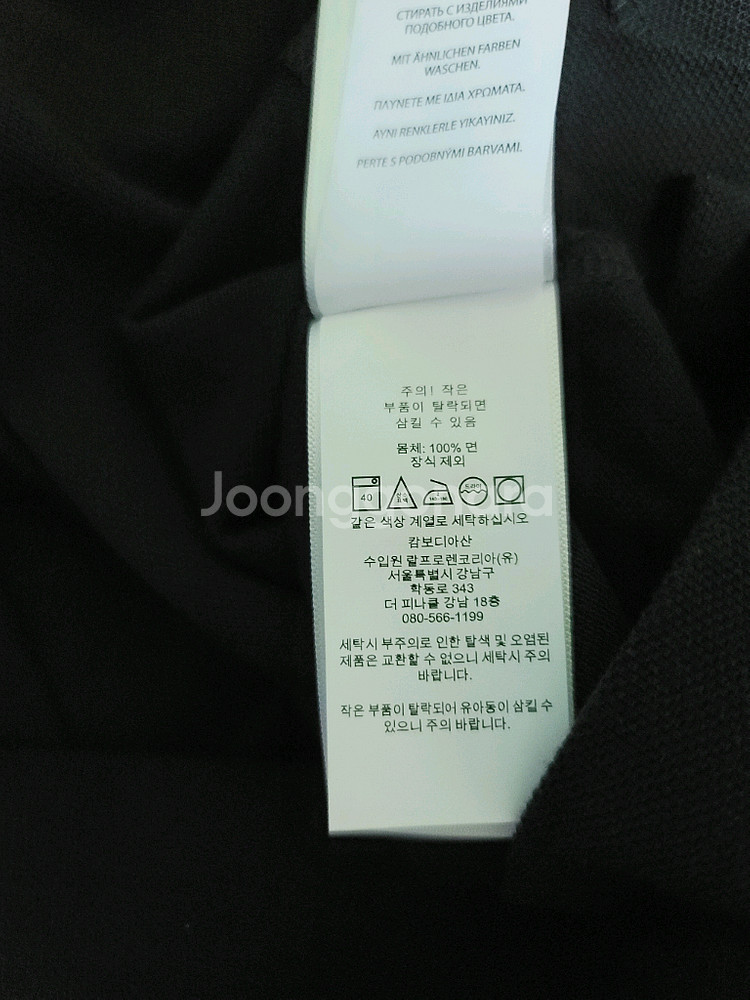 СТИРАТЬ С ИЗДЕЛИЯМИ
ПОДОБНОГО ЦВЕТА.
MIT ÄHNLICHEN FARBEN
WASCHEN.
ΠΛΥΝΕΤΕ ΜΕ ΙΔΙΑ ΧΡΩΜΑΤΑ.
AYNI RENKLERLE YIKAYINIZ.
PERTE S PODOBNÝMI BARVAMI.
주의! 작은
부품이 탈락되면
삼킬 수 있음
몸체: 100% 면
장식 제외
40
드라이
Joonggonara
같은 색상 계열로 세탁하십시오
캄보디아산
수입원 랄프로렌코리아(유)
서울특별시 강남구
학동로 343
더 피나클 강남 18층
080-566-1199
세탁시 부주의로 인한 탈색 및 오염된
제품은 교환할 수 없으니 세탁시 주의
바랍니다.
작은 부품이 탈락되어 유아동이 삼킬 수
있으니 주의 바랍니다.